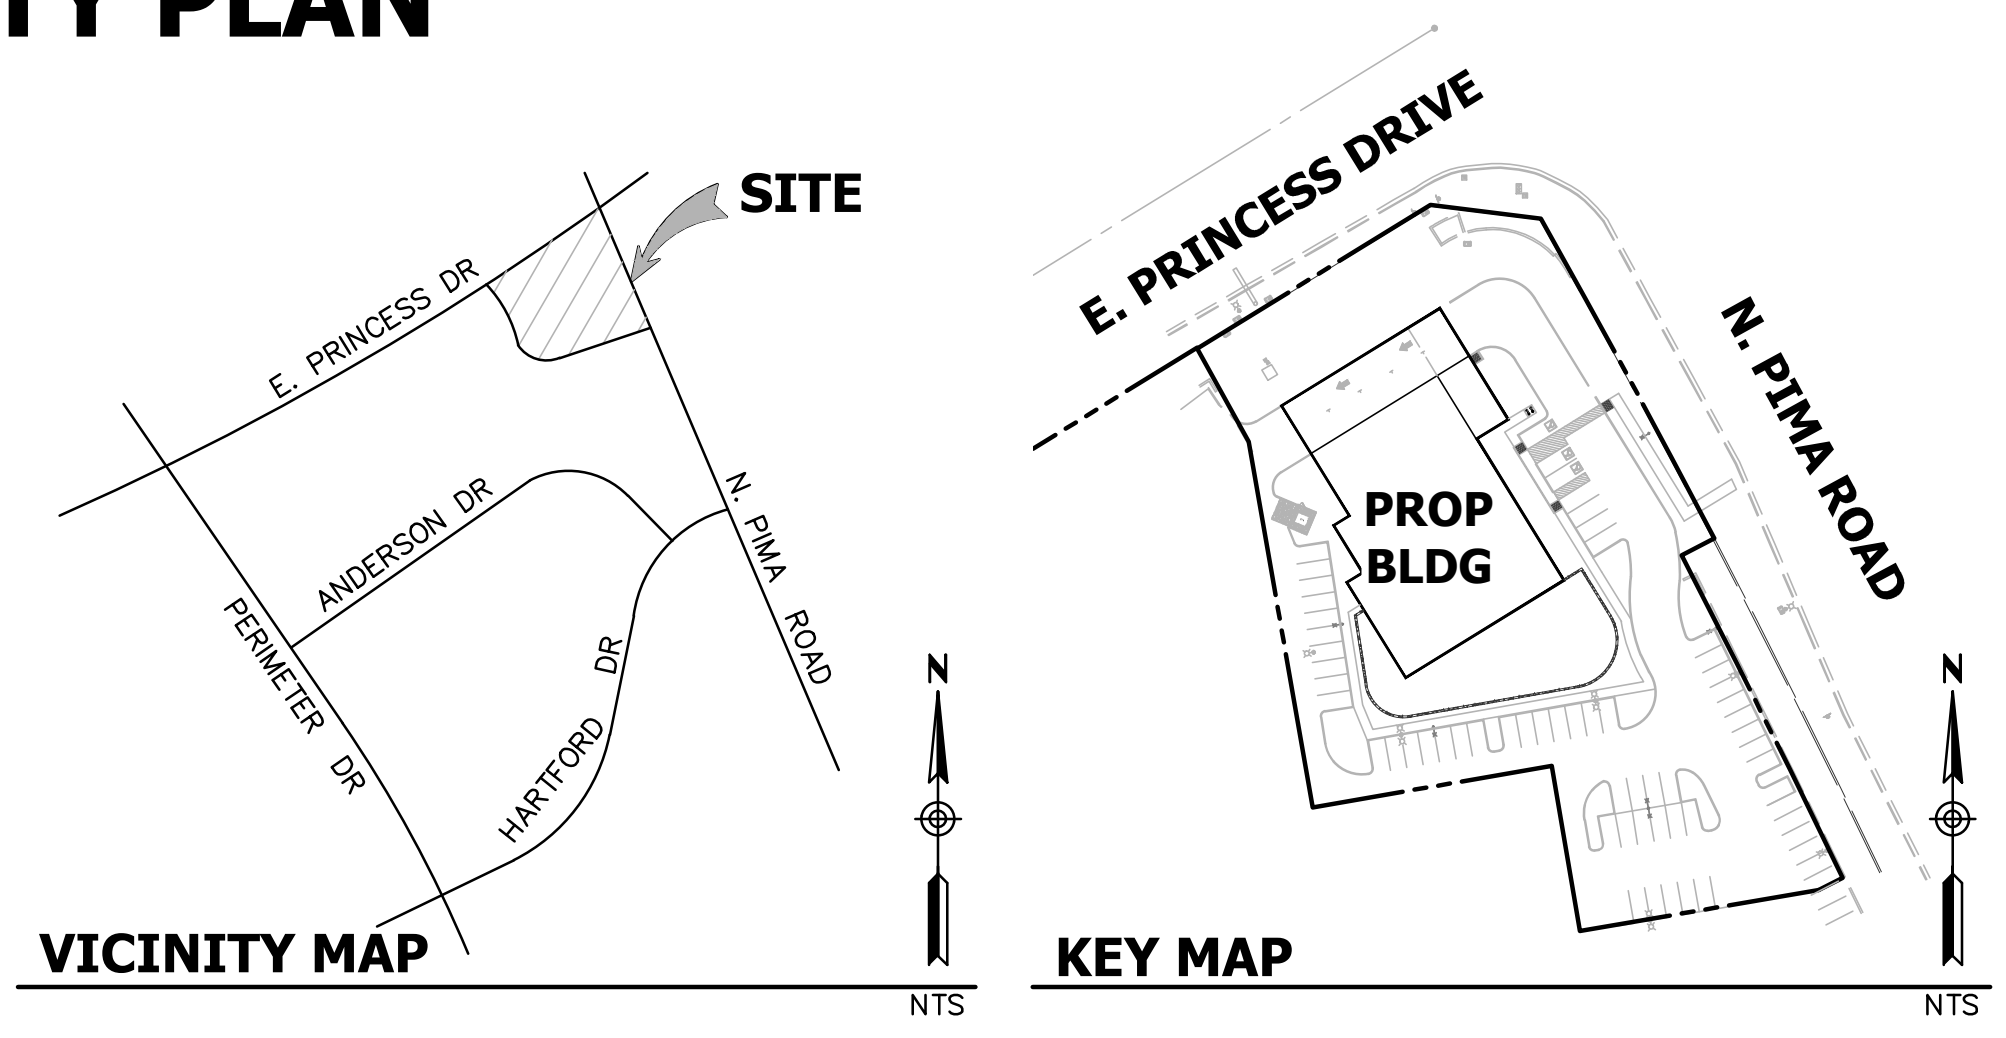 TY PLAN
SITE
E. PRINCESS DR
ANDERSON DR
PERIMETER DR
HARTFORD DR
N. PIMA ROAD
N
VICINITY MAP
NTS
E. PRINCESS DRIVE
N. PIMA ROAD
PROP
BLDG
N
KEY MAP
NTS